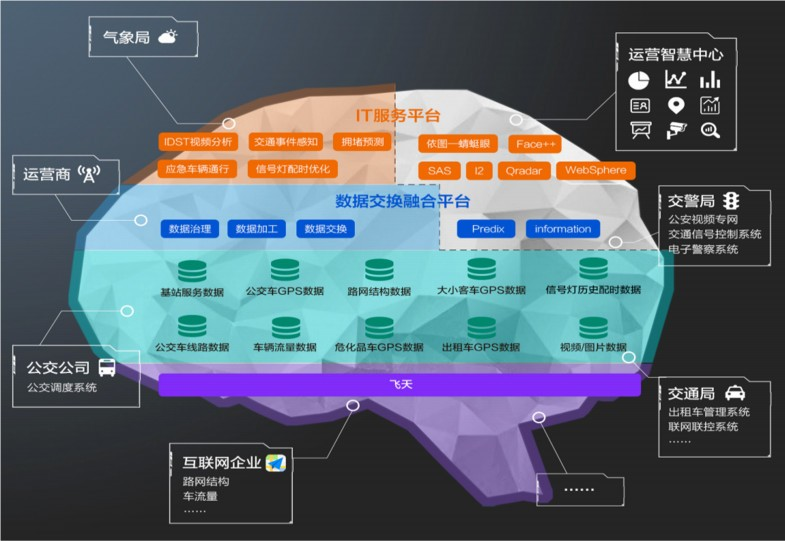 气象局
运营智慧中心
IT服务平台
IDST视频分析
交通事件感知
拥堵预测
依图—蜻蜓眼
Face++
应急车辆通行
信号灯配时优化
SAS
I2
Qradar
WebSphere
运营商
数据交换融合平台
数据治理
数据加工
数据交换
Predix
information
交警局
公安视频专网
交通信号控制系统
电子警察系统
基站服务数据
公交车GPS数据
路网结构数据
大小客车GPS数据
信号灯历史配时数据
公交车线路数据
车辆流量数据
危化品车GPS数据
出租车GPS数据
视频/图片数据
公交公司
公交调度系统
飞天
交通局
出租车管理系统
联网联控系统
……
互联网企业
路网结构
车流量
……
……